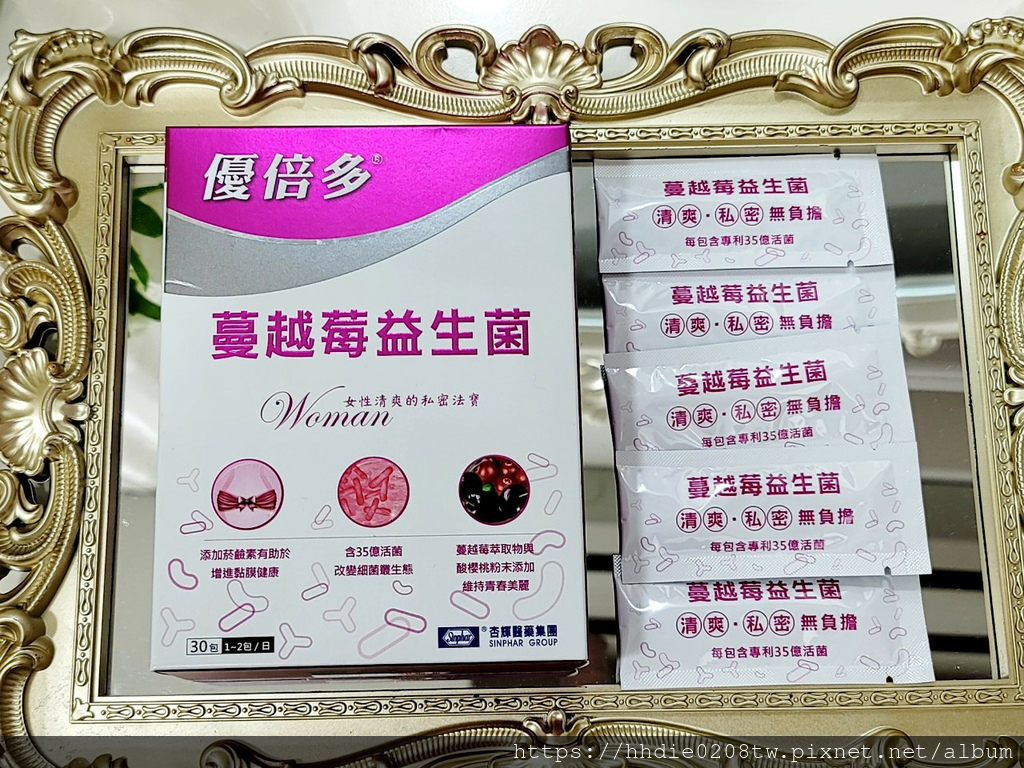 優倍多®
蔓越莓益生菌
Woman
女性清爽的私密法寶
添加菸鹼素有助於
增進黏膜健康
含35億活菌
改變細菌叢生態
蔓越莓萃取物與
酸櫻桃粉末添加
維持青春美麗
30包 1~2包/日
Sinphar ® 杏輝醫藥集團
SINPHAR GROUP
蔓越莓益生菌
清爽·私密 無負擔
每包含專利35億活菌
蔓越莓益生菌
清爽·私密 無負擔
蔓越莓益生菌
清爽·私密 無負擔
每包含專利35億活菌
蔓越莓益生菌
清爽·私密 無負擔
每包含專利35億活菌
蔓越莓益生菌
清爽·私密 無負擔
每包含專利35億活菌
https://hhdie0208tw.pixnet.net/album